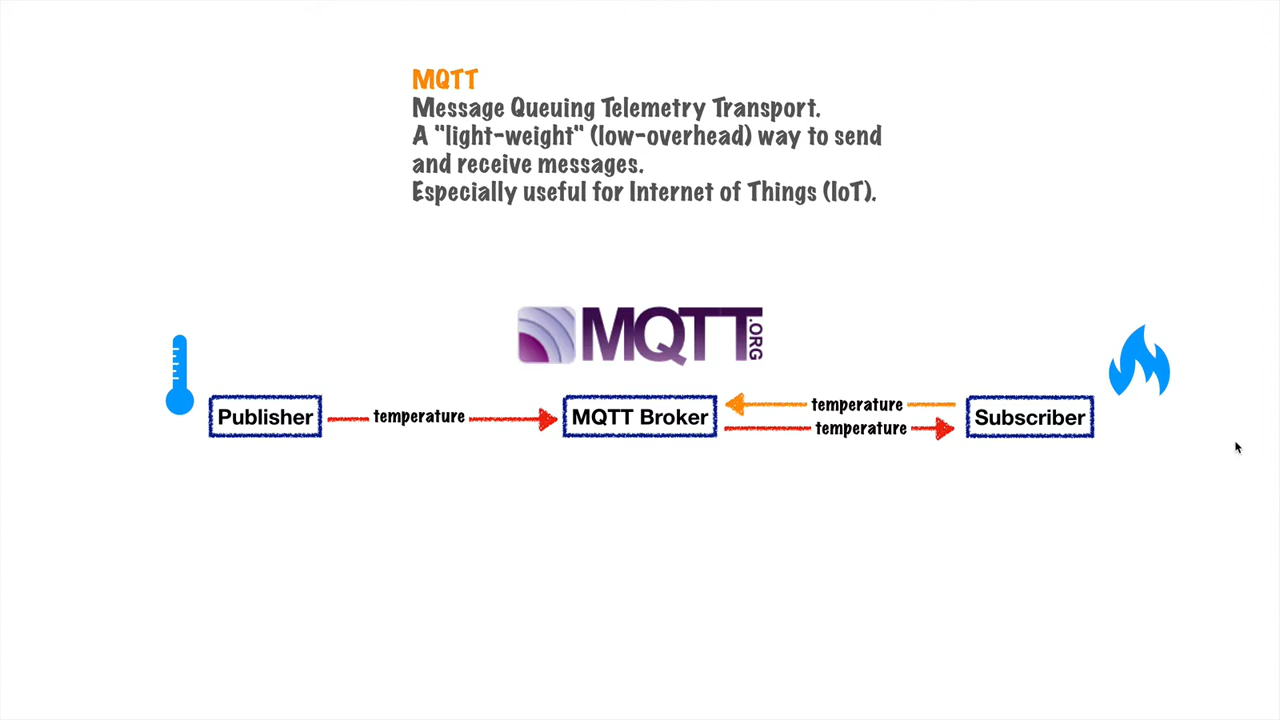 MQTT
Message Queuing Telemetry Transport.
A "light-weight" (low-overhead) way to send
and receive messages.
Especially useful for Internet of Things (IoT).
MQTT.ORG
Publisher
temperature
MQTT Broker
temperature
temperature
Subscriber